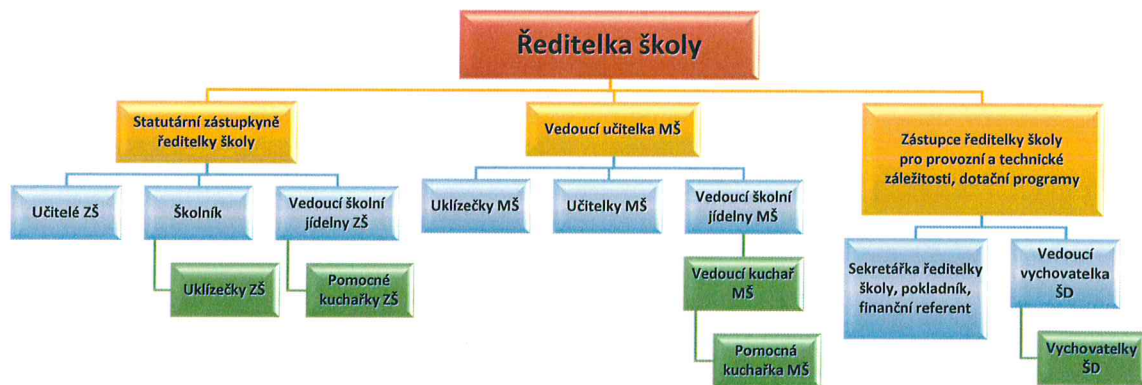 Ředitelka školy
Statutární zástupkyně
ředitelky školy
Vedoucí učitelka MŠ
Zástupce ředitelky školy
pro provozní a technické
záležitosti, dotační programy
Učitelé ZŠ
Školník
Vedoucí školní
jídelny ZŠ
Uklízečky MŠ
Učitelky MŠ
Vedoucí školní
jídelny MŠ
Sekretářka ředitelky
školy, pokladník,
finanční referent
Vedoucí
vychovatelka
ŠD
Uklízečky ZŠ
Pomocné
kuchařky ZŠ
Vedoucí kuchař
MŠ
Pomocná
kuchařka MŠ
Vychovatelky
ŠD